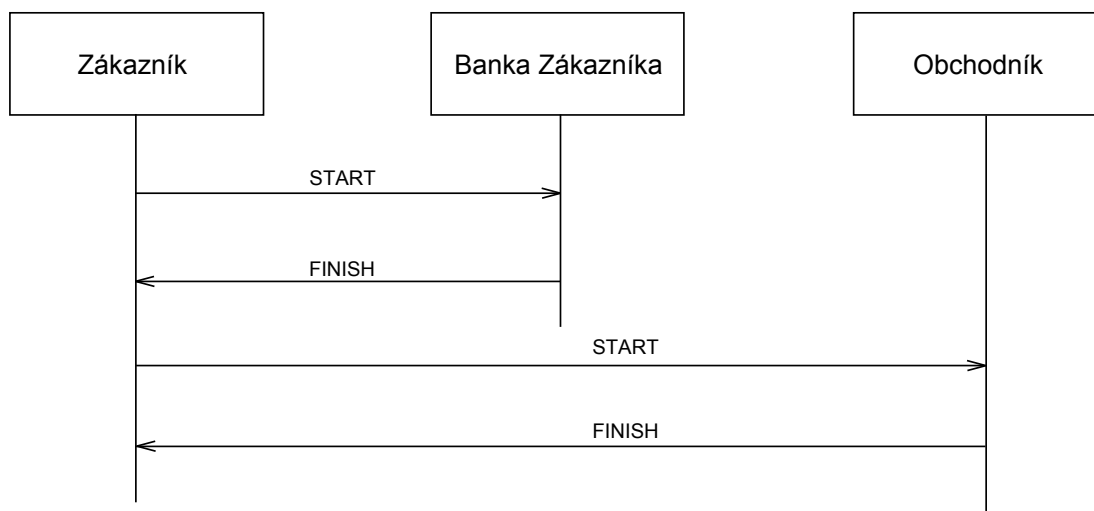 Zákazník
Banka Zákazníka
Obchodník
START
FINISH
START
FINISH